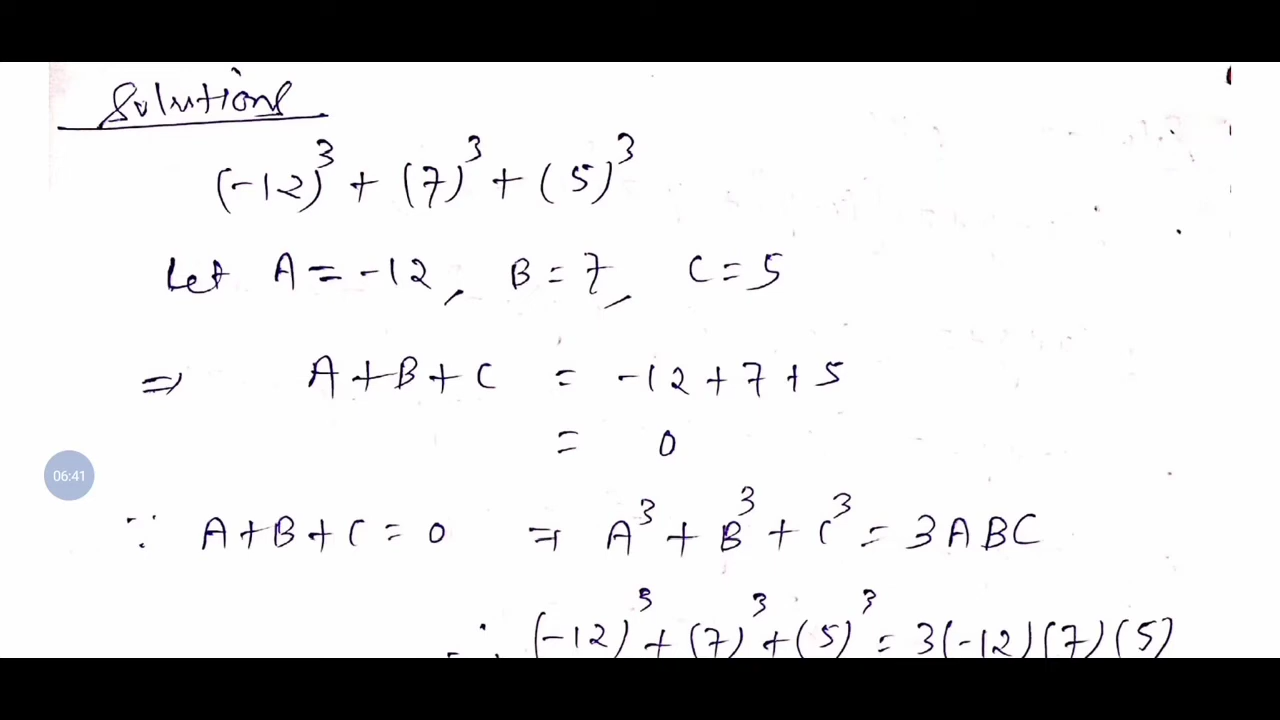 Solutions
(-12)³ + (7)³ + (5)³
Let A = -12, B = 7, C = 5
⇒ A + B + C = -12 + 7 + 5
= 0
06:41
∵ A + B + C = 0 ⇒ A³ + B³ + C³ = 3ABC
∴ (-12)³ + (7)³ + (5)³ = 3(-12)(7)(5)